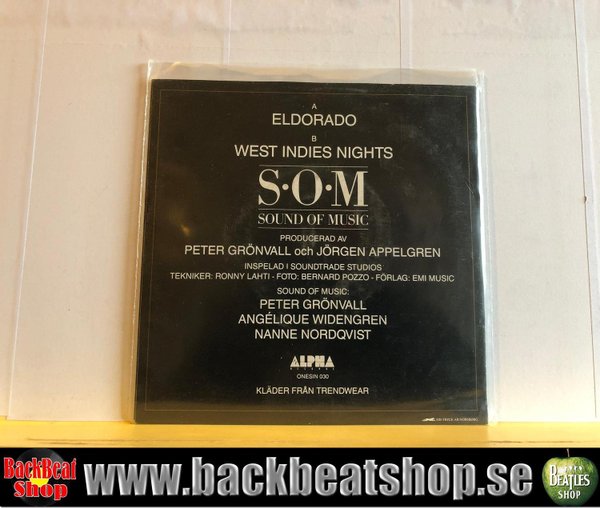 A
ELDORADO
B
WEST INDIES NIGHTS
S·O·M
SOUND OF MUSIC
PRODUCERAD AV
PETER GRÖNVALL och JÖRGEN APPELGREN
INSPELAD I SOUNDTRADE STUDIOS
TEKNIKER: RONNY LAHTI - FOTO: BERNARD POZZO - FÖRLAG: EMI MUSIC
SOUND OF MUSIC:
PETER GRÖNVALL
ANGÉLIQUE WIDENGREN
NANNE NORDQVIST
ALPHA
RECORDS
ONESIN 030
KLÄDER FRÅN TRENDWEAR
BackBeat
Shop
www.backbeatshop.se
BEATLES
SHOP